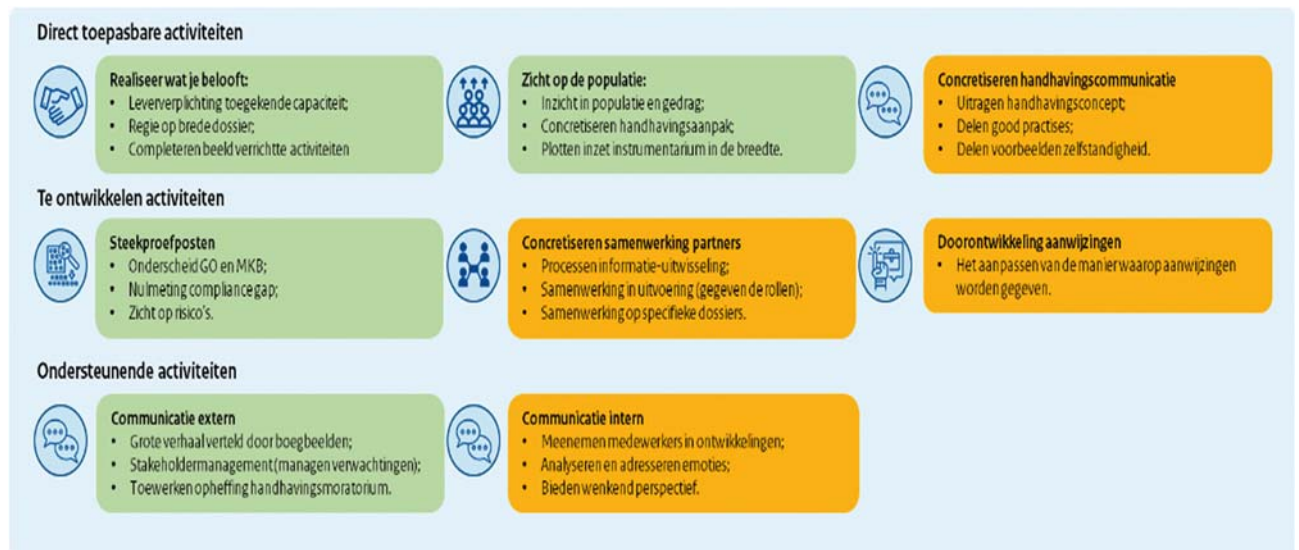 Direct toepasbare activiteiten
Realiseer wat je belooft:
• Leververplichting toegekende capaciteit;
• Regie op brede dossier;
• Completeren beeld verrichtte activiteiten
Zicht op de populatie:
• Inzicht in populatie en gedrag;
• Concretiseren handhavingsaanpak;
• Plotten inzet instrumentarium in de breedte.
Concretiseren handhavingscommunicatie
• Uitragen handhavingsconcept;
• Delen good practises;
• Delen voorbeelden zelfstandigheid.
Te ontwikkelen activiteiten
Steekproefposten
• Onderscheid GO en MKB;
• Nulmeting compliance gap;
• Zicht op risico's.
Concretiseren samenwerking partners
• Processen informatie-uitwisseling;
• Samenwerking in uitvoering (gegeven de rollen);
• Samenwerking op specifieke dossiers.
Doorontwikkeling aanwijzingen
• Het aanpassen van de manier waarop aanwijzingen
worden gegeven.
Ondersteunende activiteiten
Communicatie extern
• Grote verhaal verteld door boegbeelden;
• Stakeholdermanagement (managen verwachtingen);
• Toewerken opheffing handhavingsmoratorium.
Communicatie intern
• Meenemen medewerkers in ontwikkelingen;
• Analyseren en adresseren emoties;
• Bieden wenkend perspectief.